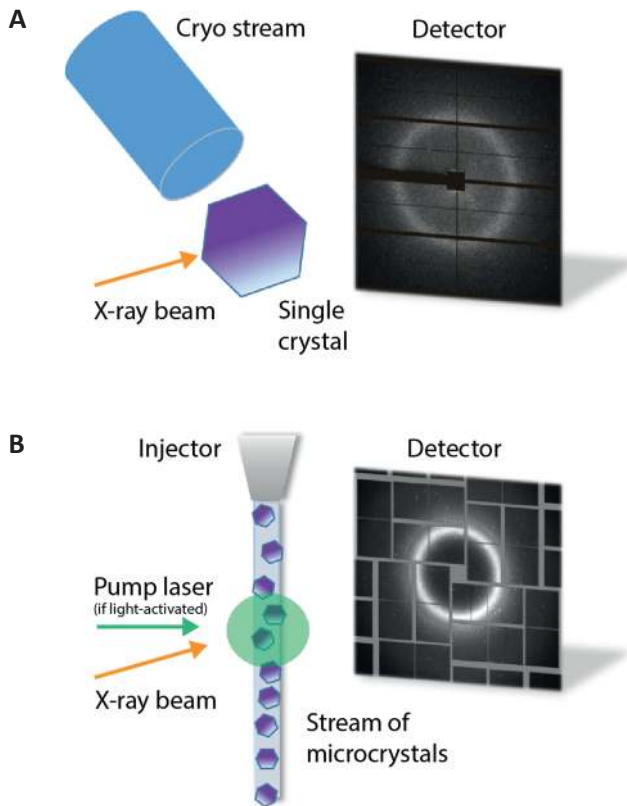 A
Cryo stream
Detector
X-ray beam
Single
crystal
B
Injector
Detector
Pump laser
(if light-activated)
X-ray beam
Stream of
microcrystals